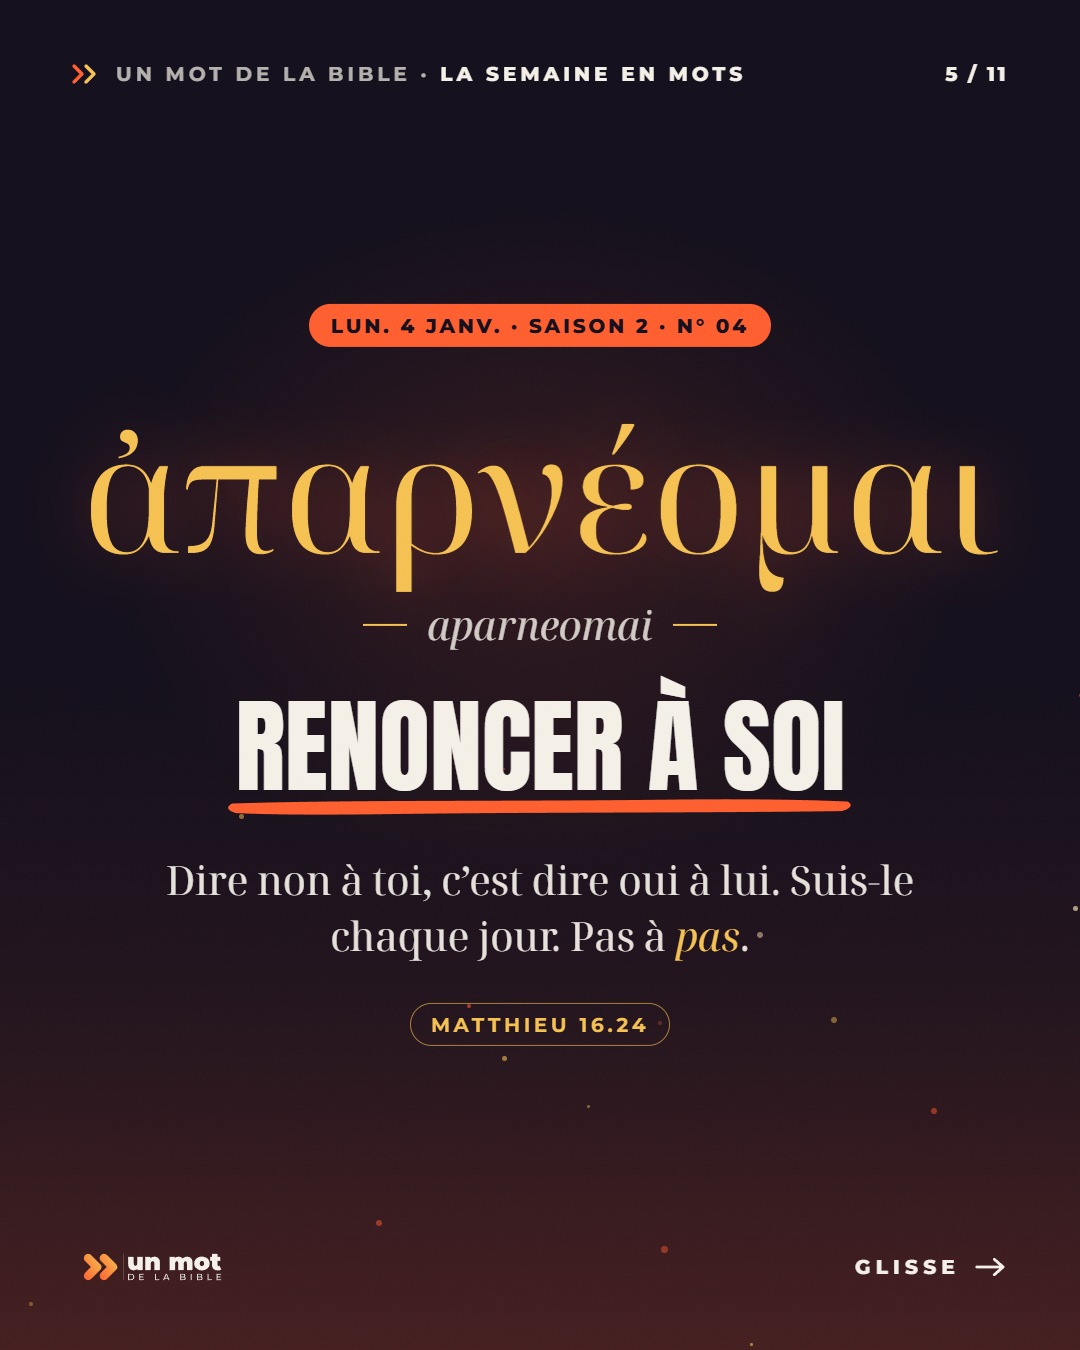 UN MOT DE LA BIBLE · LA SEMAINE EN MOTS
5 / 11
LUN. 4 JANV. · SAISON 2 · N° 04
ἀπαρνέομαι
aparneomai
RENONCER À SOI
Dire non à toi, c’est dire oui à lui. Suis-le
chaque jour. Pas à pas.
MATTHIEU 16.24
un mot
DE LA BIBLE
GLISSE →